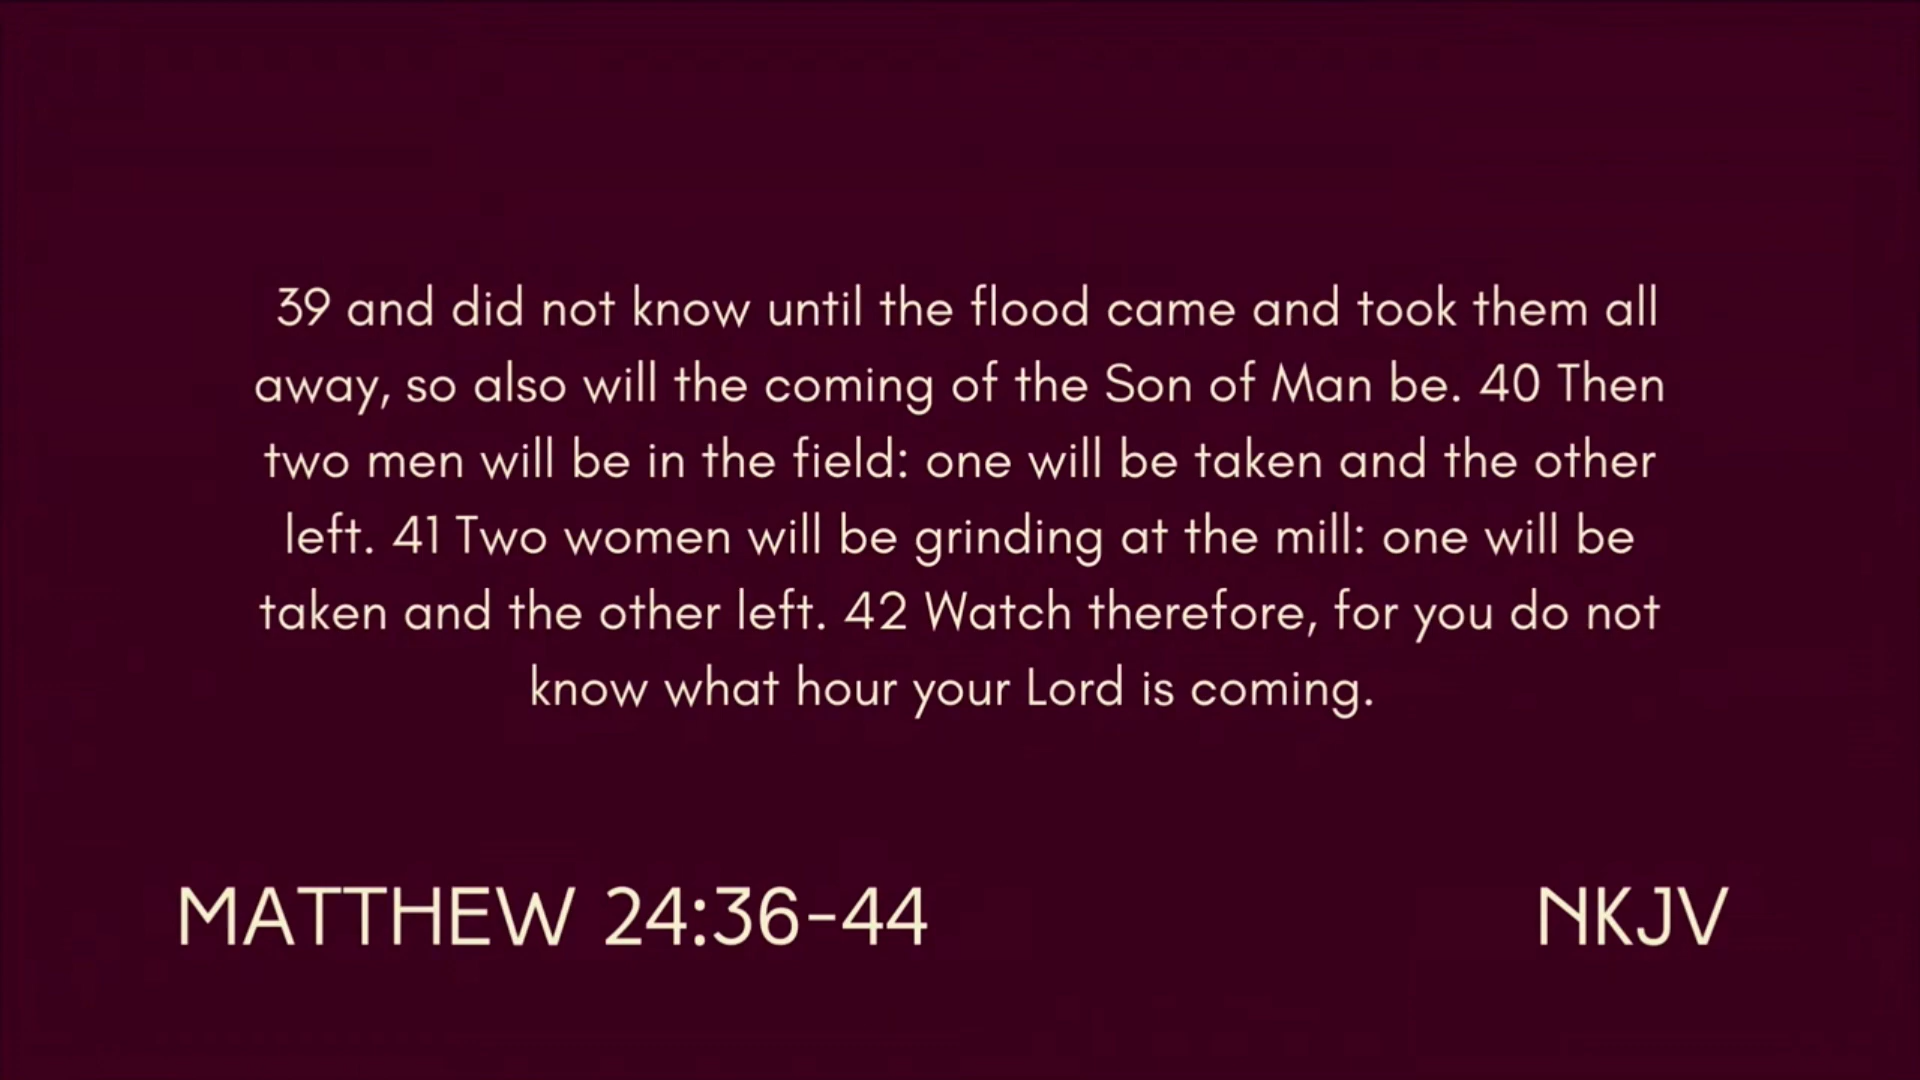 39 and did not know until the flood came and took them all
away, so also will the coming of the Son of Man be. 40 Then
two men will be in the field: one will be taken and the other
left. 41 Two women will be grinding at the mill: one will be
taken and the other left. 42 Watch therefore, for you do not
know what hour your Lord is coming.
MATTHEW 24:36-44
NKJV